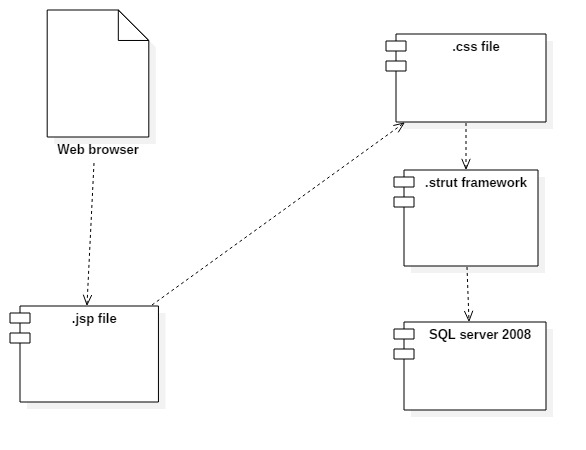 .css file
Web browser
.strut framework
.jsp file
SQL server 2008